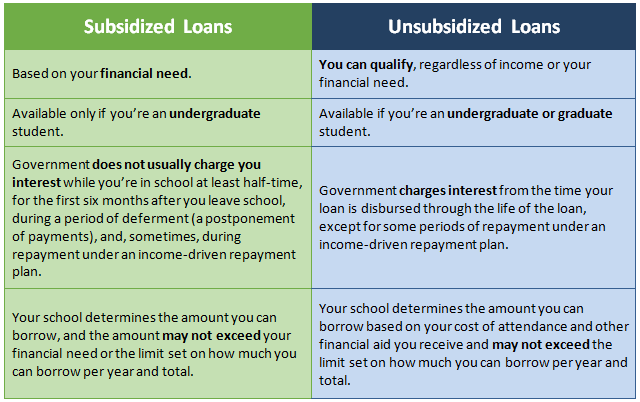 Subsidized Loans
Unsubsidized Loans
Based on your financial need.
You can qualify, regardless of income or your
financial need.
Available only if you're an undergraduate
student.
Available if you're an undergraduate or graduate
student.
Government does not usually charge you
interest while you're in school at least half-time,
for the first six months after you leave school,
during a period of deferment (a postponement
of payments), and, sometimes, during
repayment under an income-driven repayment
plan.
Government charges interest from the time your
loan is disbursed through the life of the loan,
except for some periods of repayment under an
income-driven repayment plan.
Your school determines the amount you can
borrow, and the amount may not exceed your
financial need or the limit set on how much you
can borrow per year and total.
Your school determines the amount you can
borrow based on your cost of attendance and other
financial aid you receive and may not exceed the
limit set on how much you can borrow per year and
total.